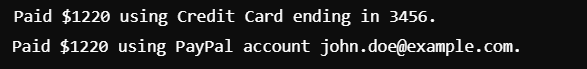 Paid $1220 using Credit Card ending in 3456.
Paid $1220 using PayPal account john.doe@example.com.